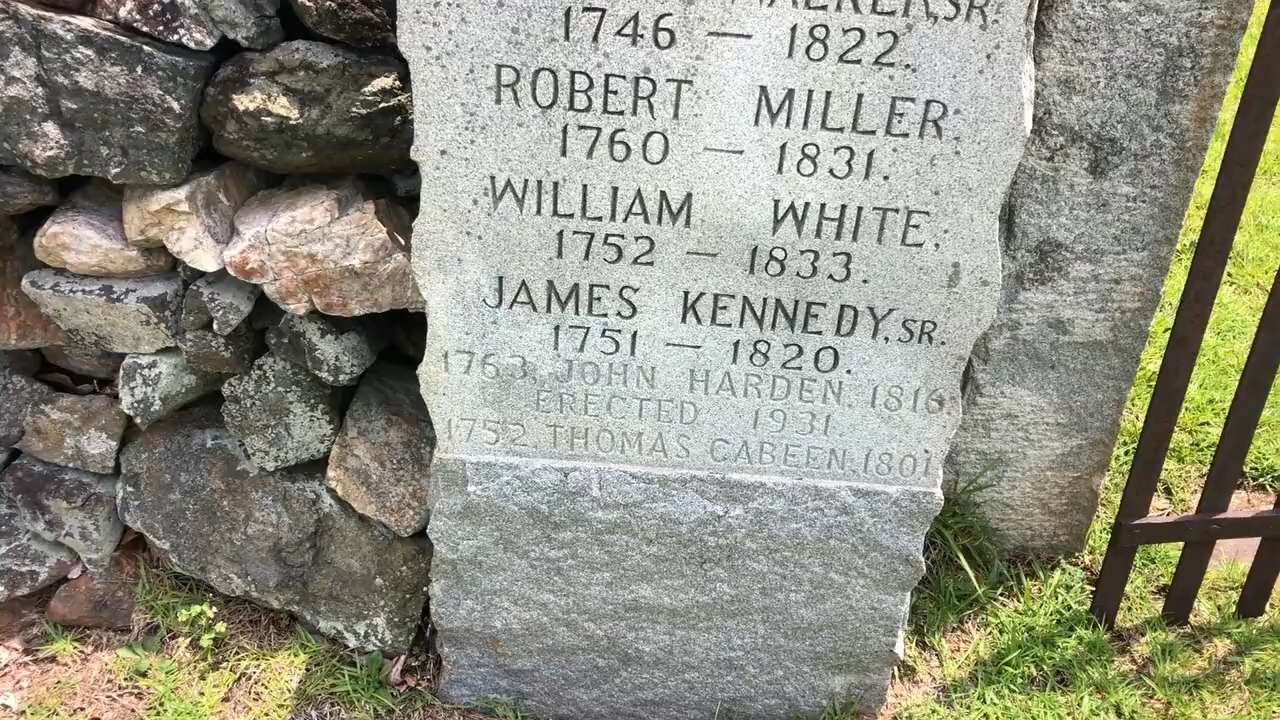 SR.
1746 — 1822.
ROBERT MILLER.
1760 — 1831.
WILLIAM WHITE.
1752 — 1833.
JAMES KENNEDY, SR.
1751 — 1820.
1763. JOHN HARDEN. 1816
ERECTED 1931
1752. THOMAS CABEEN. 1801